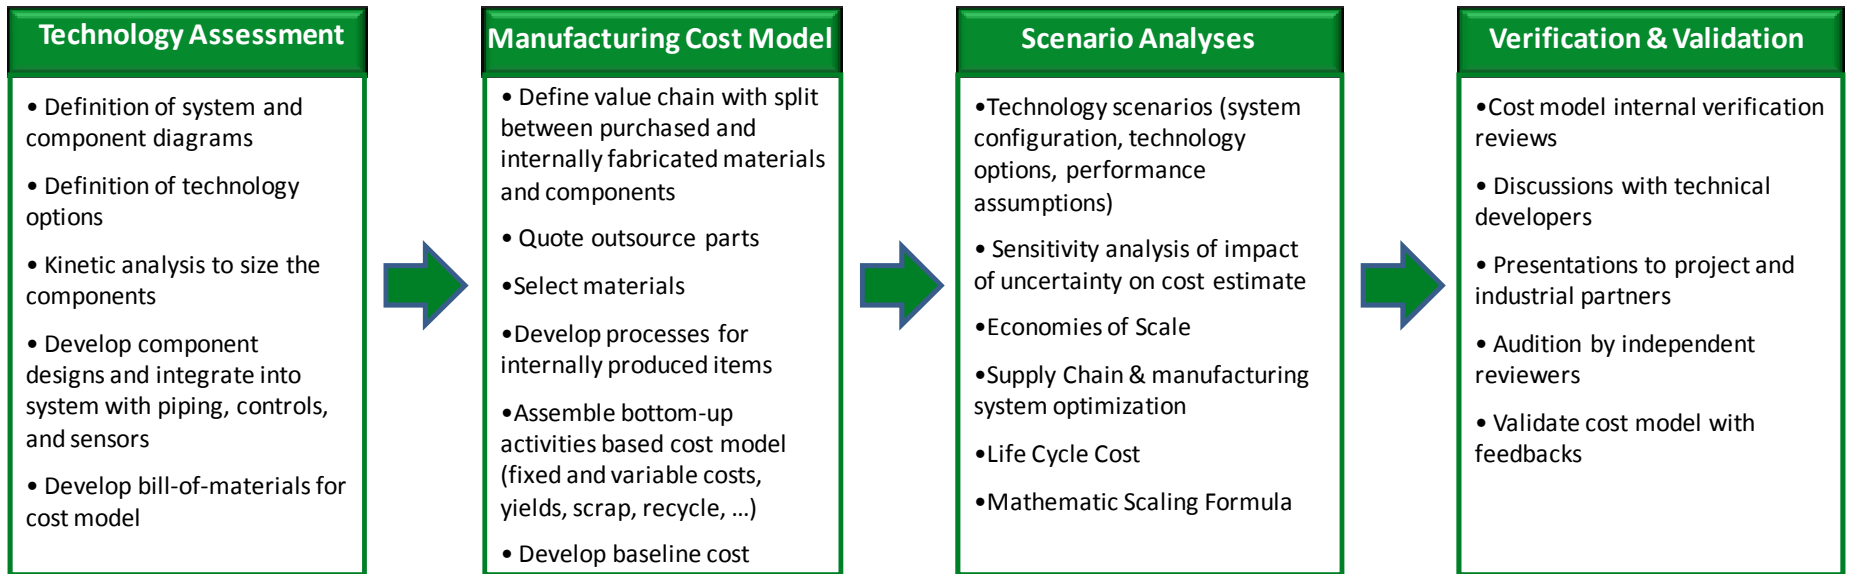 Technology Assessment
• Definition of system and
component diagrams
• Definition of technology
options
• Kinetic analysis to size the
components
• Develop component
designs and integrate into
system with piping, controls,
and sensors
• Develop bill-of-materials for
cost model
Manufacturing Cost Model
• Define value chain with split
between purchased and
internally fabricated materials
and components
• Quote outsource parts
•Select materials
•Develop processes for
internally produced items
•Assemble bottom-up
activities based cost model
(fixed and variable costs,
yields, scrap, recycle, …)
• Develop baseline cost
Scenario Analyses
•Technology scenarios (system
configuration, technology
options, performance
assumptions)
• Sensitivity analysis of impact
of uncertainty on cost estimate
•Economies of Scale
•Supply Chain & manufacturing
system optimization
•Life Cycle Cost
•Mathematic Scaling Formula
Verification & Validation
•Cost model internal verification
reviews
• Discussions with technical
developers
• Presentations to project and
industrial partners
• Audition by independent
reviewers
• Validate cost model with
feedbacks